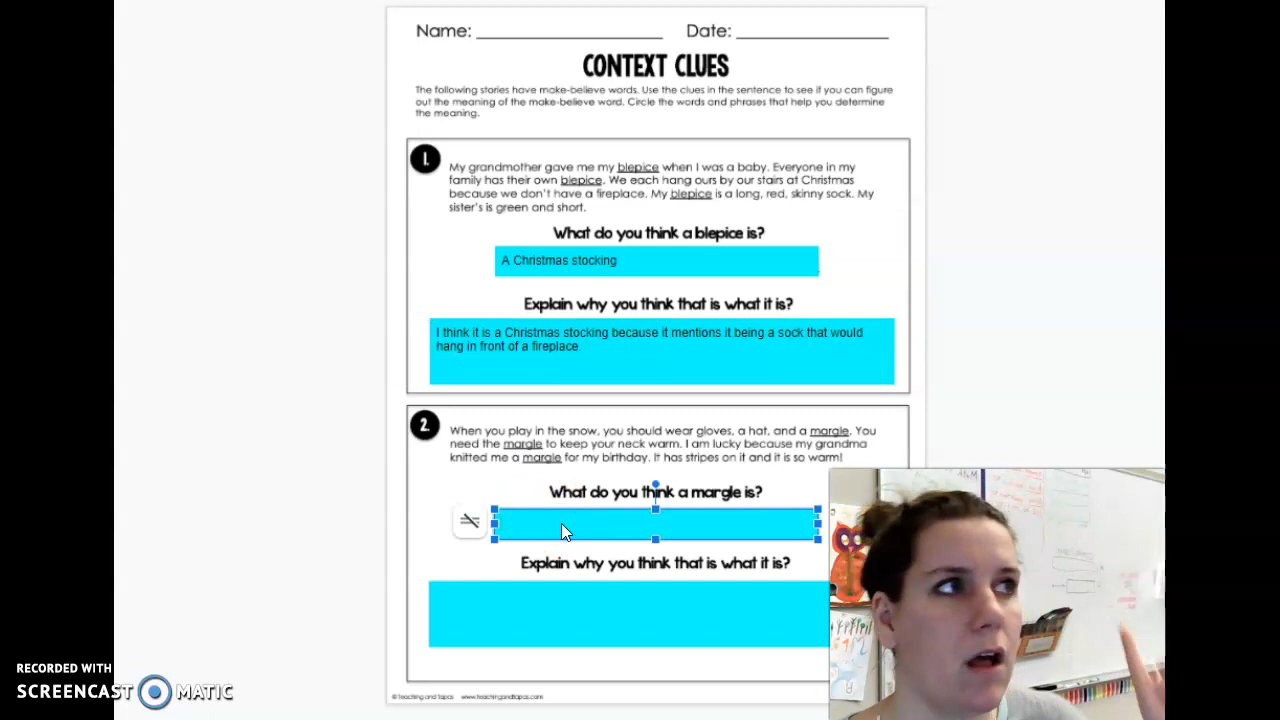 Name: ____________________ Date: ________________
CONTEXT CLUES
The following stories have make-believe words. Use the clues in the sentence to see if you can figure
out the meaning of the make-believe word. Circle the words and phrases that help you determine
the meaning.
1.
My grandmother gave me my blepice when I was a baby. Everyone in my
family has their own blepice. We each hang ours by our stairs at Christmas
because we don't have a fireplace. My blepice is a long, red, skinny sock. My
sister's is green and short.
What do you think a blepice is?
A Christmas stocking
Explain why you think that is what it is?
I think it is a Christmas stocking because it mentions it being a sock that would
hang in front of a fireplace.
2.
When you play in the snow, you should wear gloves, a hat, and a margle. You
need the margle to keep your neck warm. I am lucky because my grandma
knitted me a margle for my birthday. It has stripes on it and it is so warm!
What do you think a margle is?
Explain why you think that is what it is?
© Teaching and Tapas www.teachingandtapas.com
RECORDED WITH
SCREENCAST MATIC